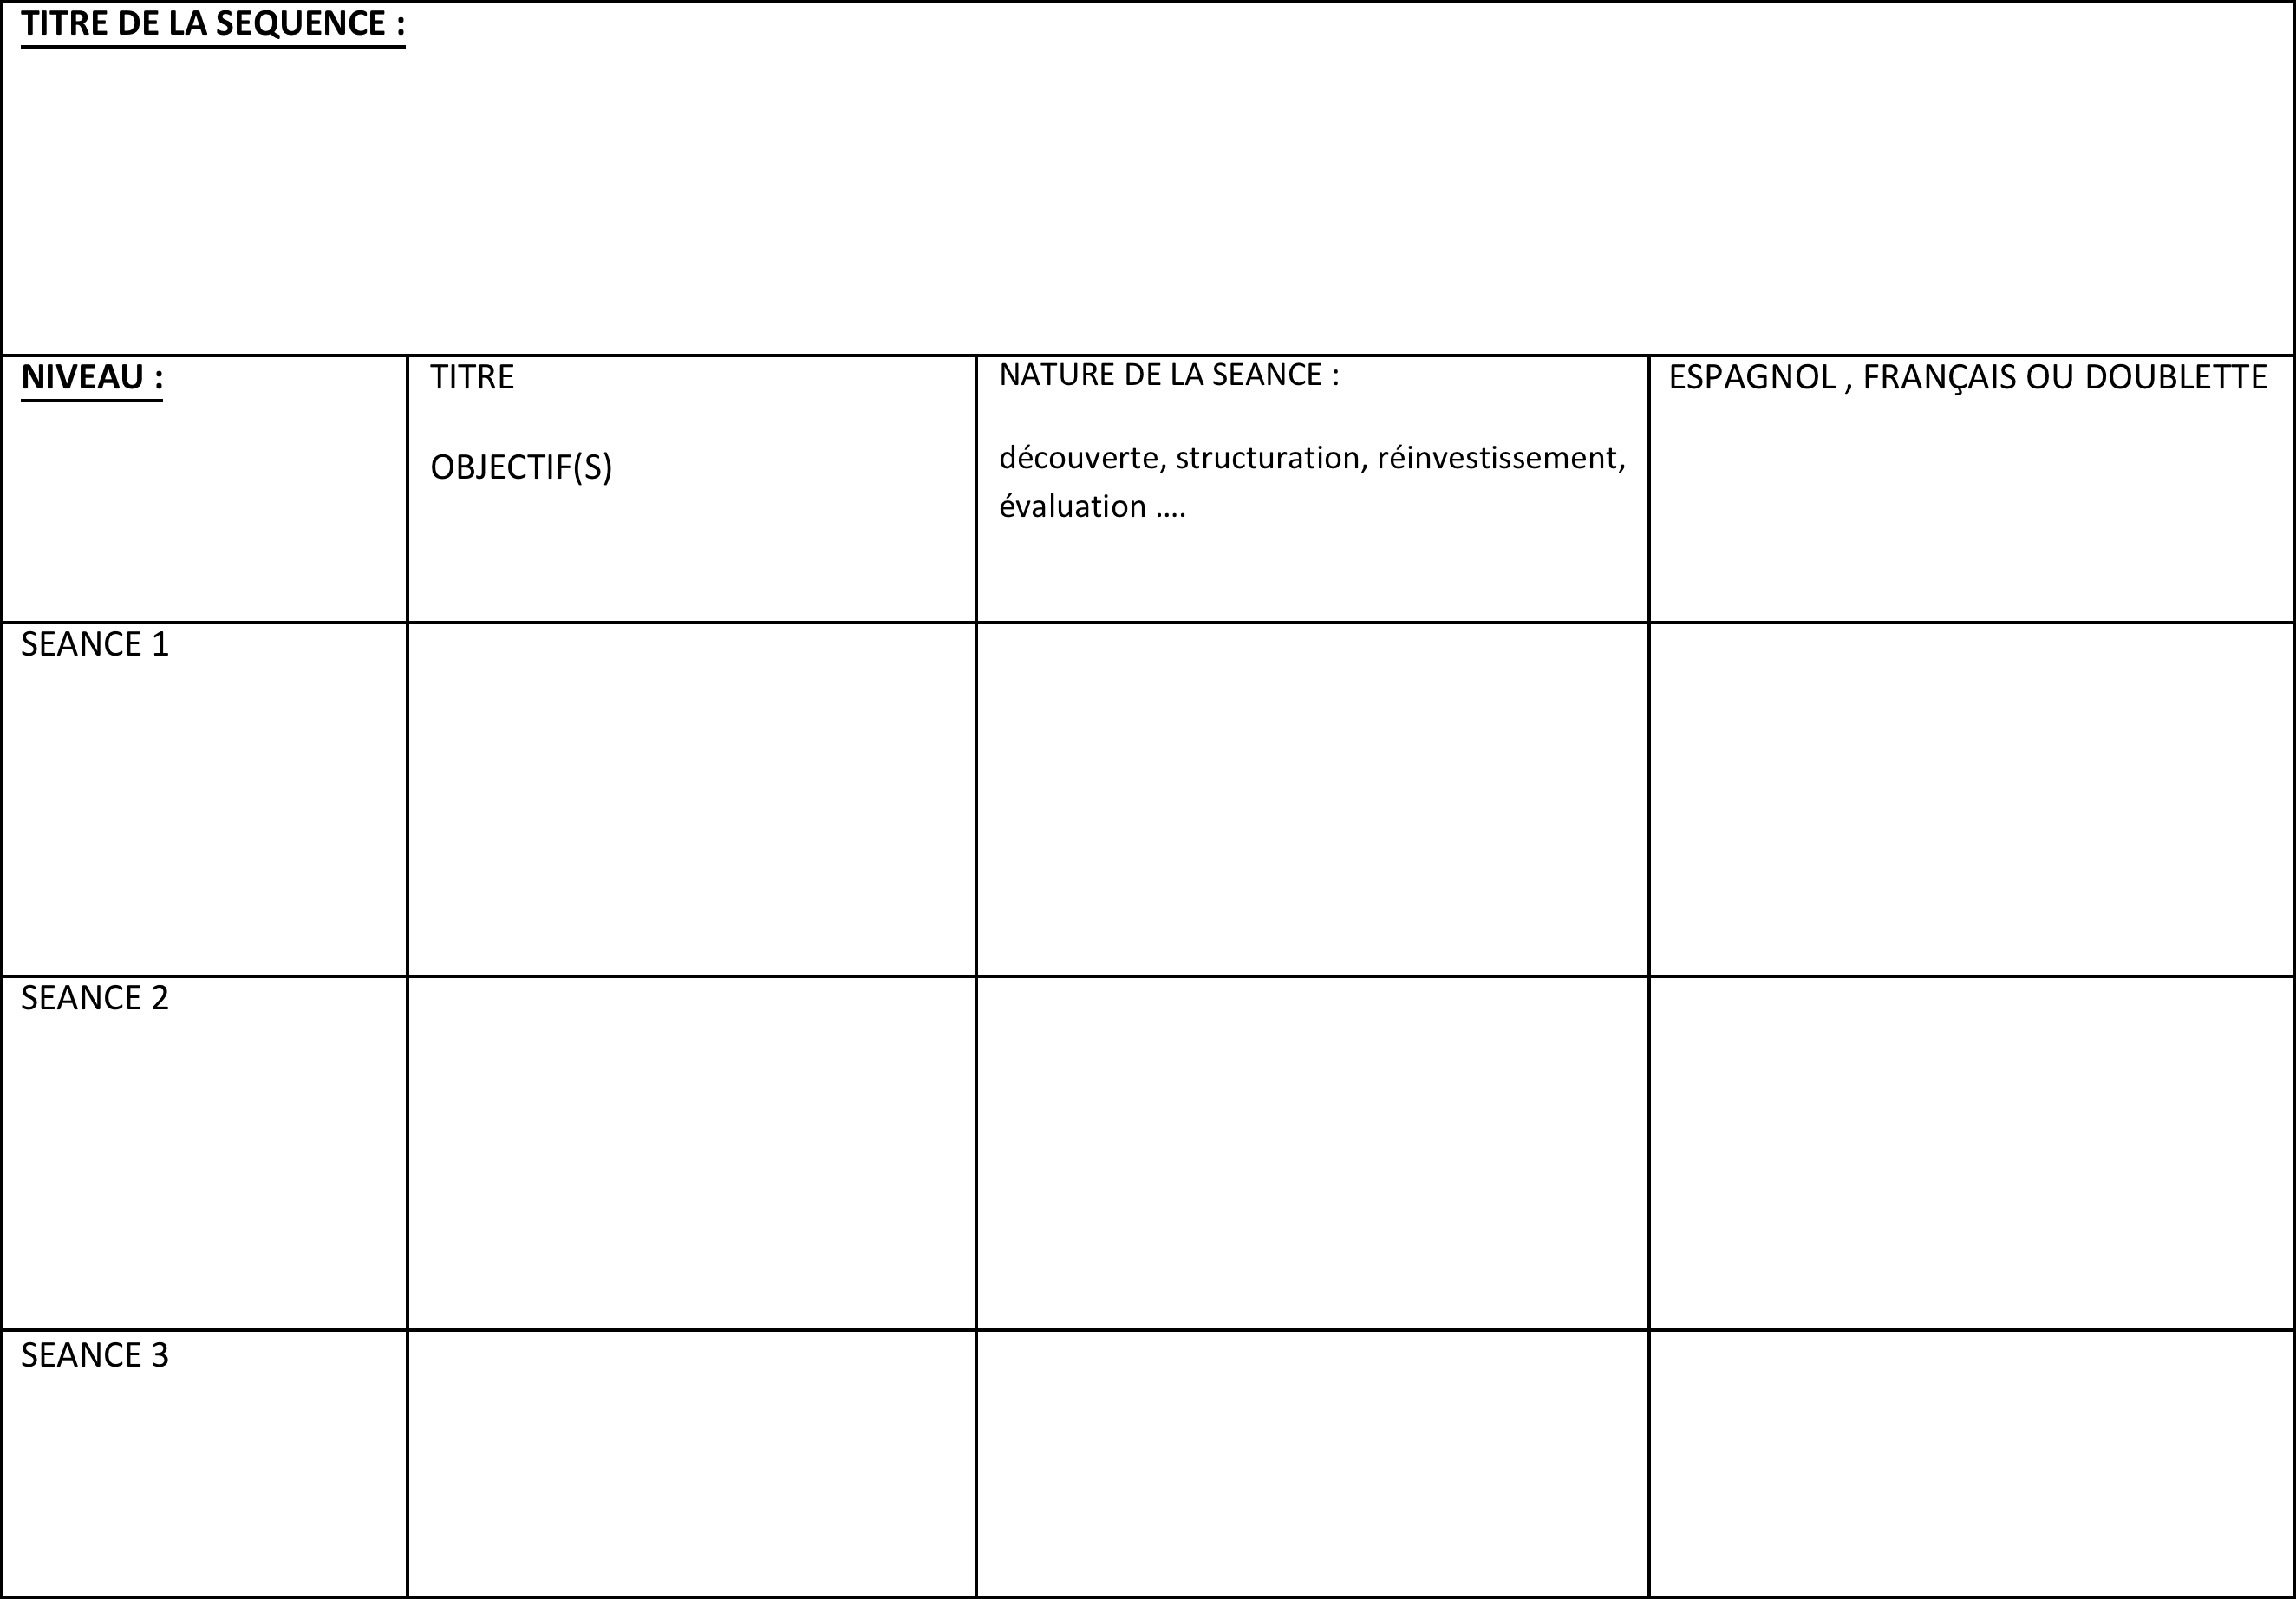 TITRE DE LA SEQUENCE :
NIVEAU :
TITRE
OBJECTIF(S)
NATURE DE LA SEANCE :
découverte, structuration, réinvestissement,
évaluation ....
ESPAGNOL , FRANÇAIS OU DOUBLETTE
SEANCE 1
SEANCE 2
SEANCE 3